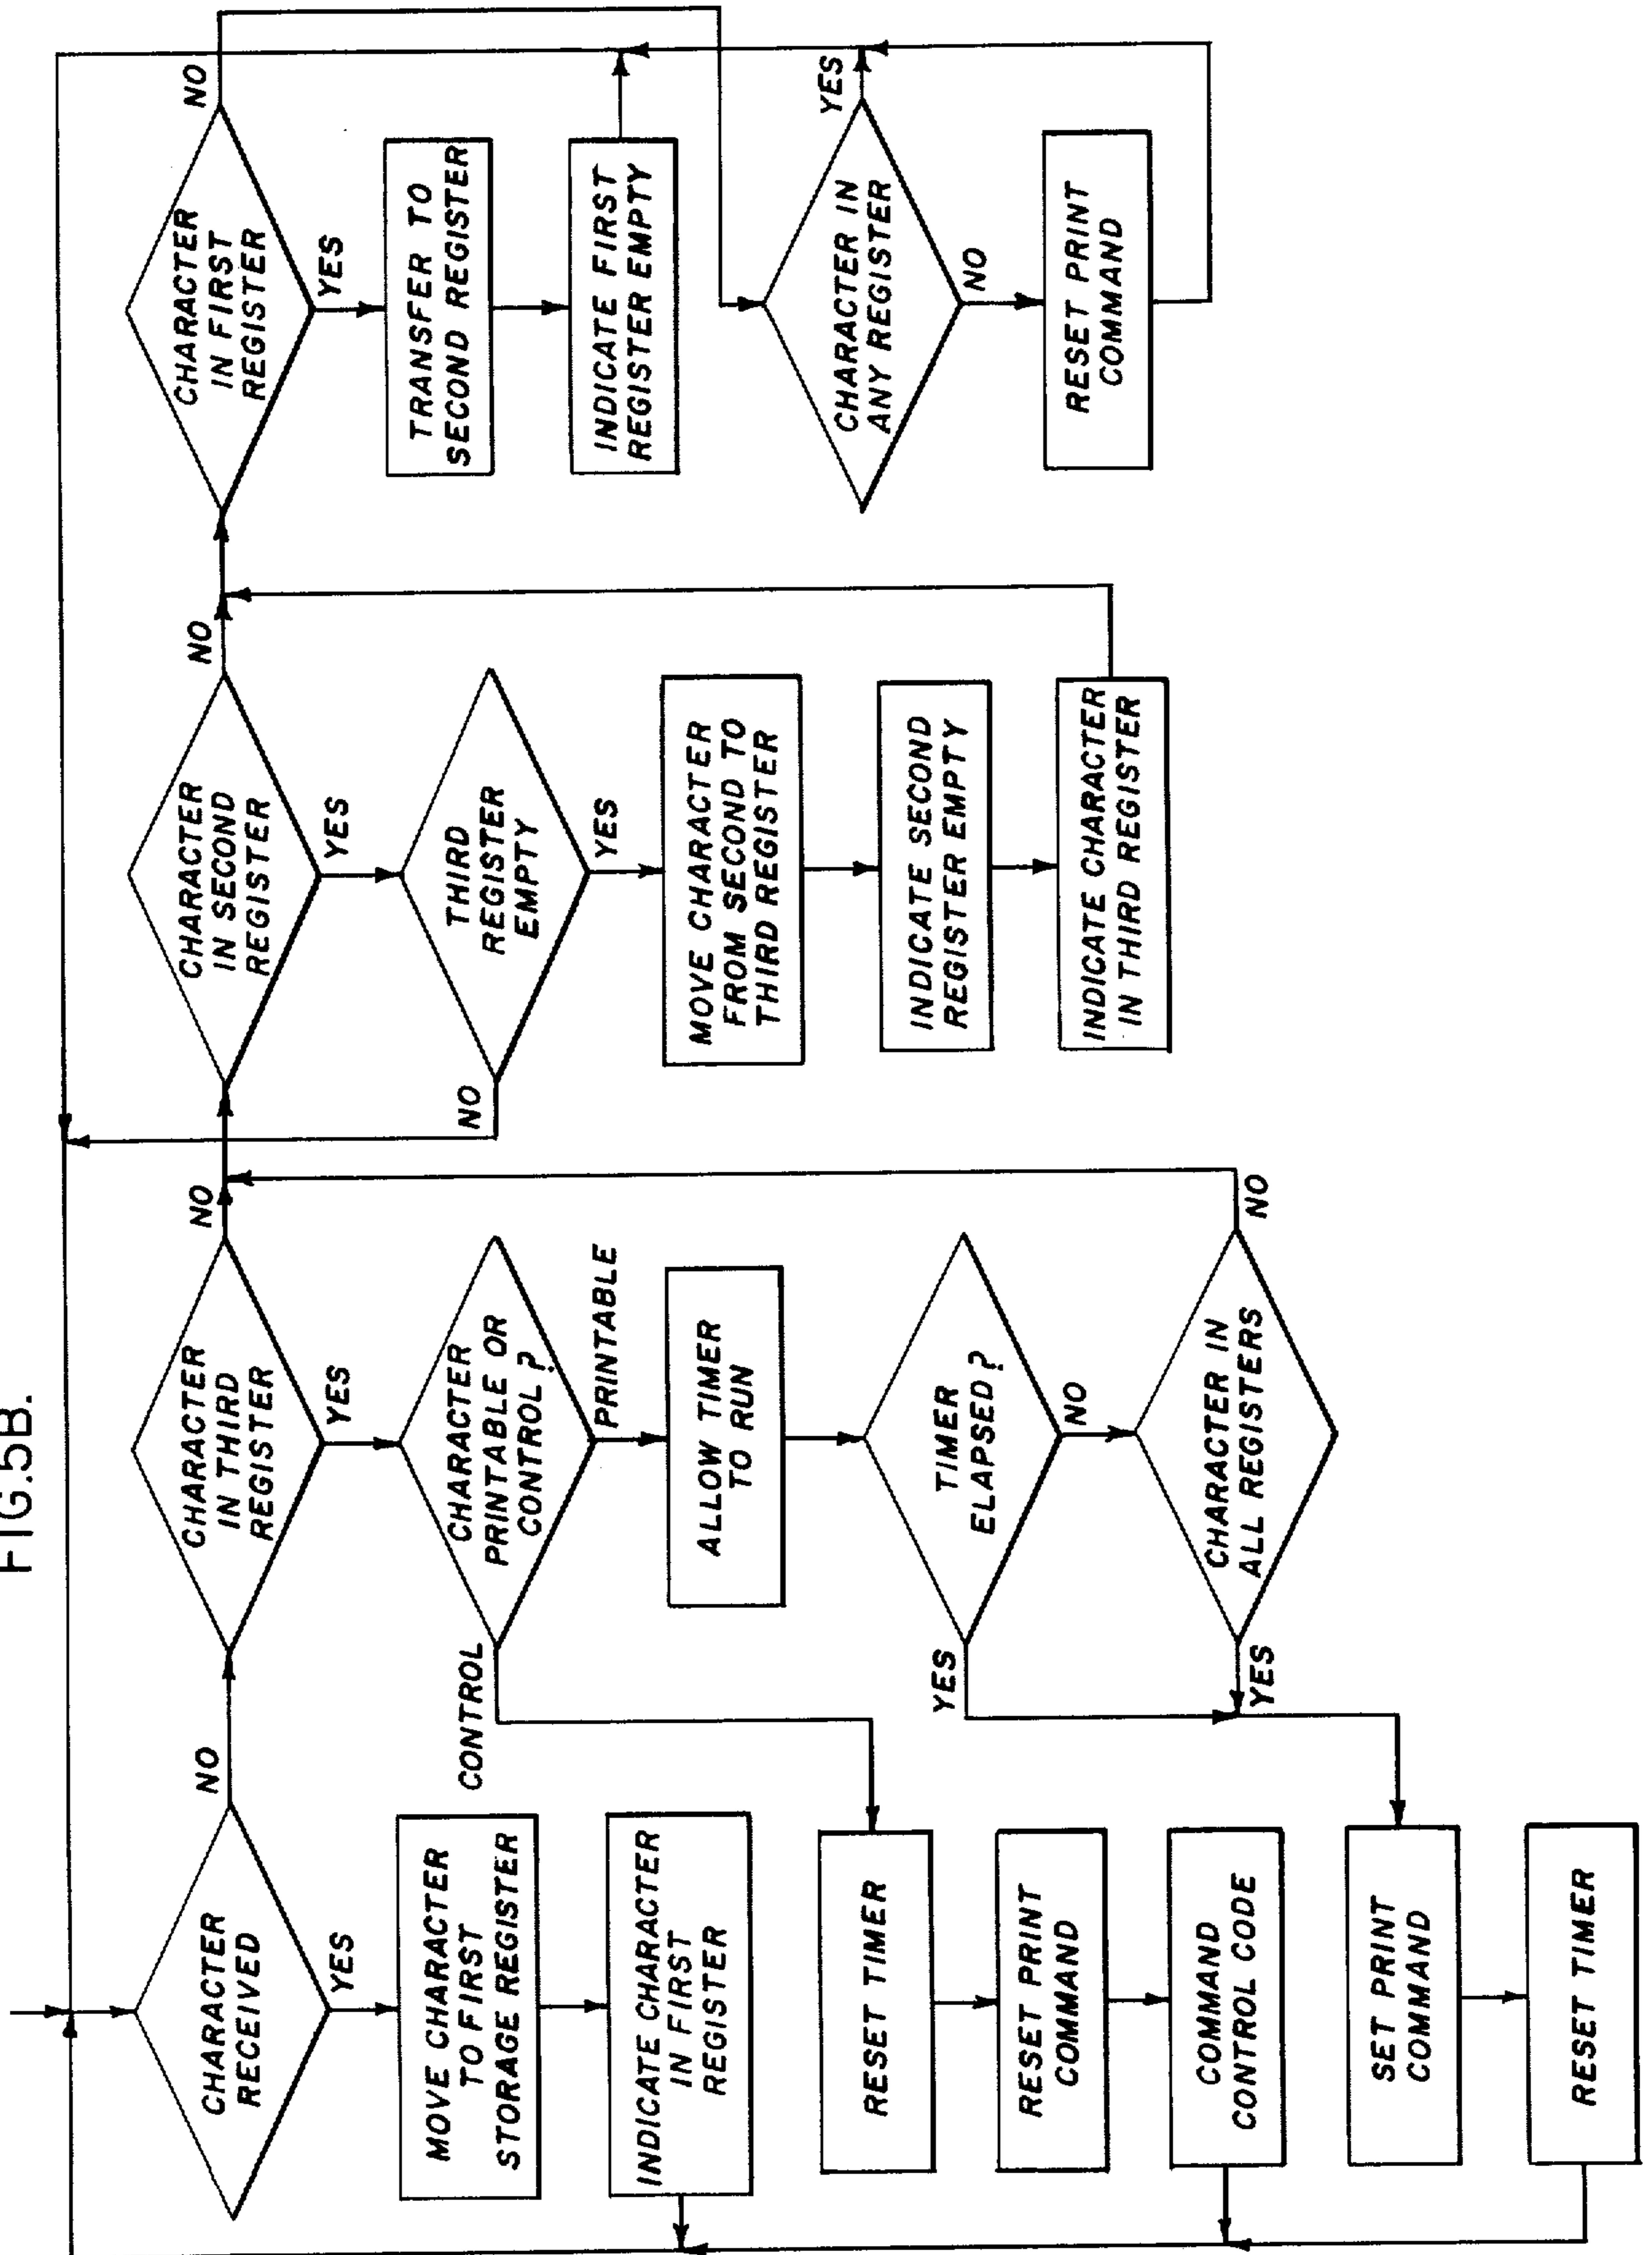 FIG.5B.
CHARACTER
RECEIVED
NO
YES
MOVE CHARACTER
TO FIRST
STORAGE REGISTER
INDICATE CHARACTER
IN FIRST
REGISTER
RESET TIMER
RESET PRINT
COMMAND
COMMAND
CONTROL CODE
SET PRINT
COMMAND
RESET TIMER
CHARACTER
IN THIRD
REGISTER
NO
YES
CHARACTER
PRINTABLE OR
CONTROL?
CONTROL
PRINTABLE
ALLOW TIMER
TO RUN
TIMER
ELAPSED?
YES
NO
CHARACTER IN
ALL REGISTERS
YES
NO
CHARACTER
IN SECOND
REGISTER
NO
YES
THIRD
REGISTER
EMPTY
NO
YES
MOVE CHARACTER
FROM SECOND TO
THIRD REGISTER
INDICATE SECOND
REGISTER EMPTY
INDICATE CHARACTER
IN THIRD REGISTER
CHARACTER
IN FIRST
REGISTER
NO
YES
TRANSFER TO
SECOND REGISTER
INDICATE FIRST
REGISTER EMPTY
CHARACTER IN
ANY REGISTER
YES
NO
RESET PRINT
COMMAND